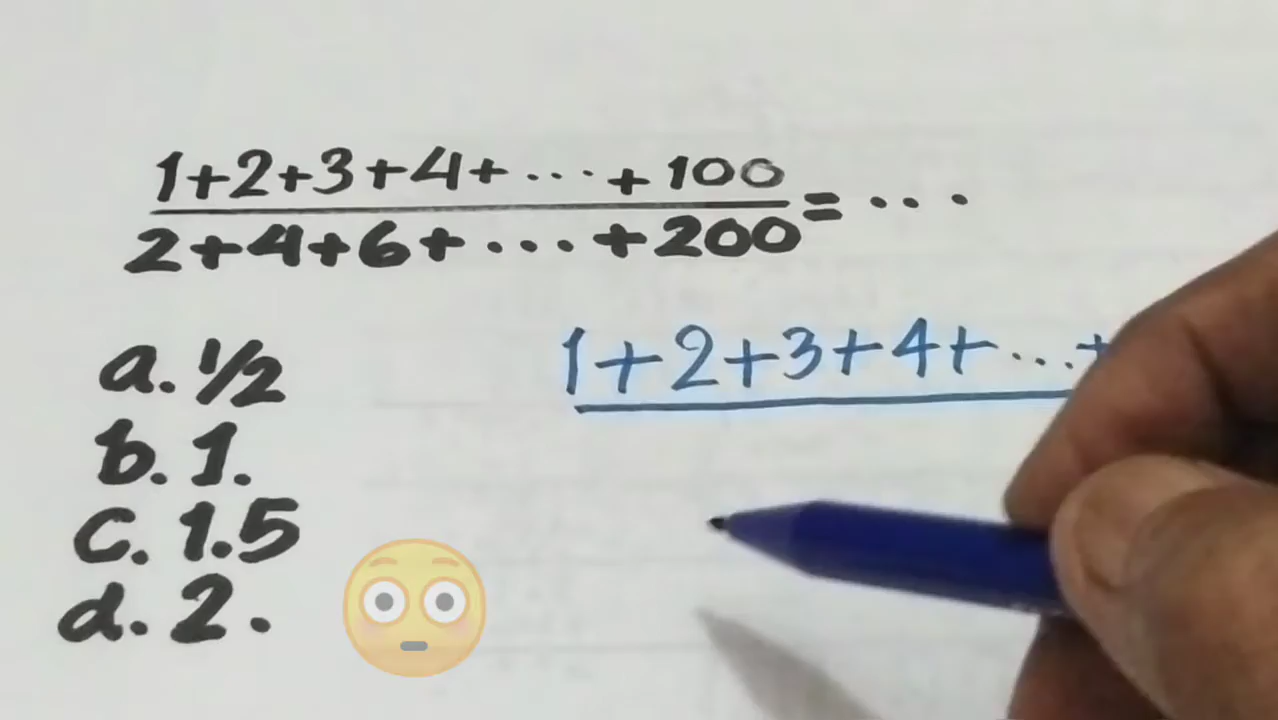 1+2+3+4+...+100
2+4+6+...+200
=...
1+2+3+4+...+
a. 1/2
b. 1.
c. 1.5
d. 2.